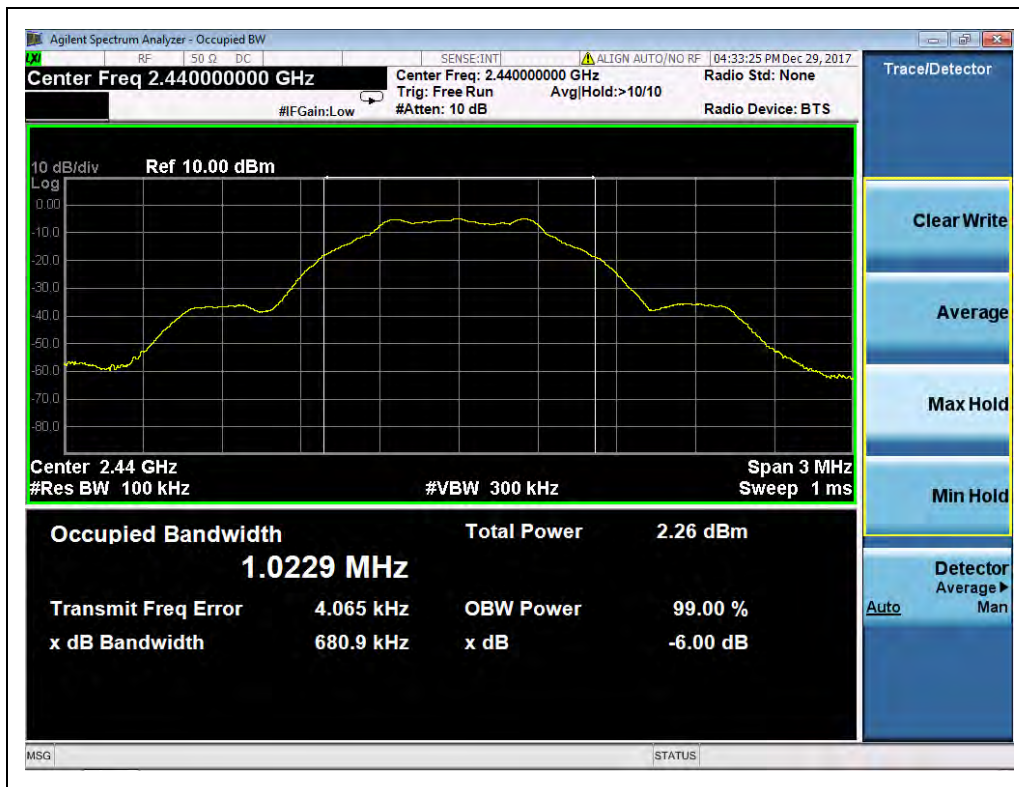 Agilent Spectrum Analyzer - Occupied BW
LXI RF 50 Ω DC SENSE:INT ALIGN AUTO/NO RF 04:33:25 PM Dec 29, 2017
Center Freq 2.440000000 GHz
Center Freq: 2.440000000 GHz
Radio Std: None
Trig: Free Run Avg|Hold:>10/10
#IFGain:Low
#Atten: 10 dB
Radio Device: BTS
10 dB/div Ref 10.00 dBm
Log
0.00
-10.0
-20.0
-30.0
-40.0
-50.0
-60.0
-70.0
-80.0
Center 2.44 GHz
Span 3 MHz
#Res BW 100 kHz
#VBW 300 kHz
Sweep 1 ms
Occupied Bandwidth
Total Power 2.26 dBm
1.0229 MHz
Transmit Freq Error 4.065 kHz
OBW Power 99.00 %
x dB Bandwidth 680.9 kHz
x dB -6.00 dB
MSG
STATUS
Trace/Detector
Clear Write
Average
Max Hold
Min Hold
Detector
Average▶
Auto Man